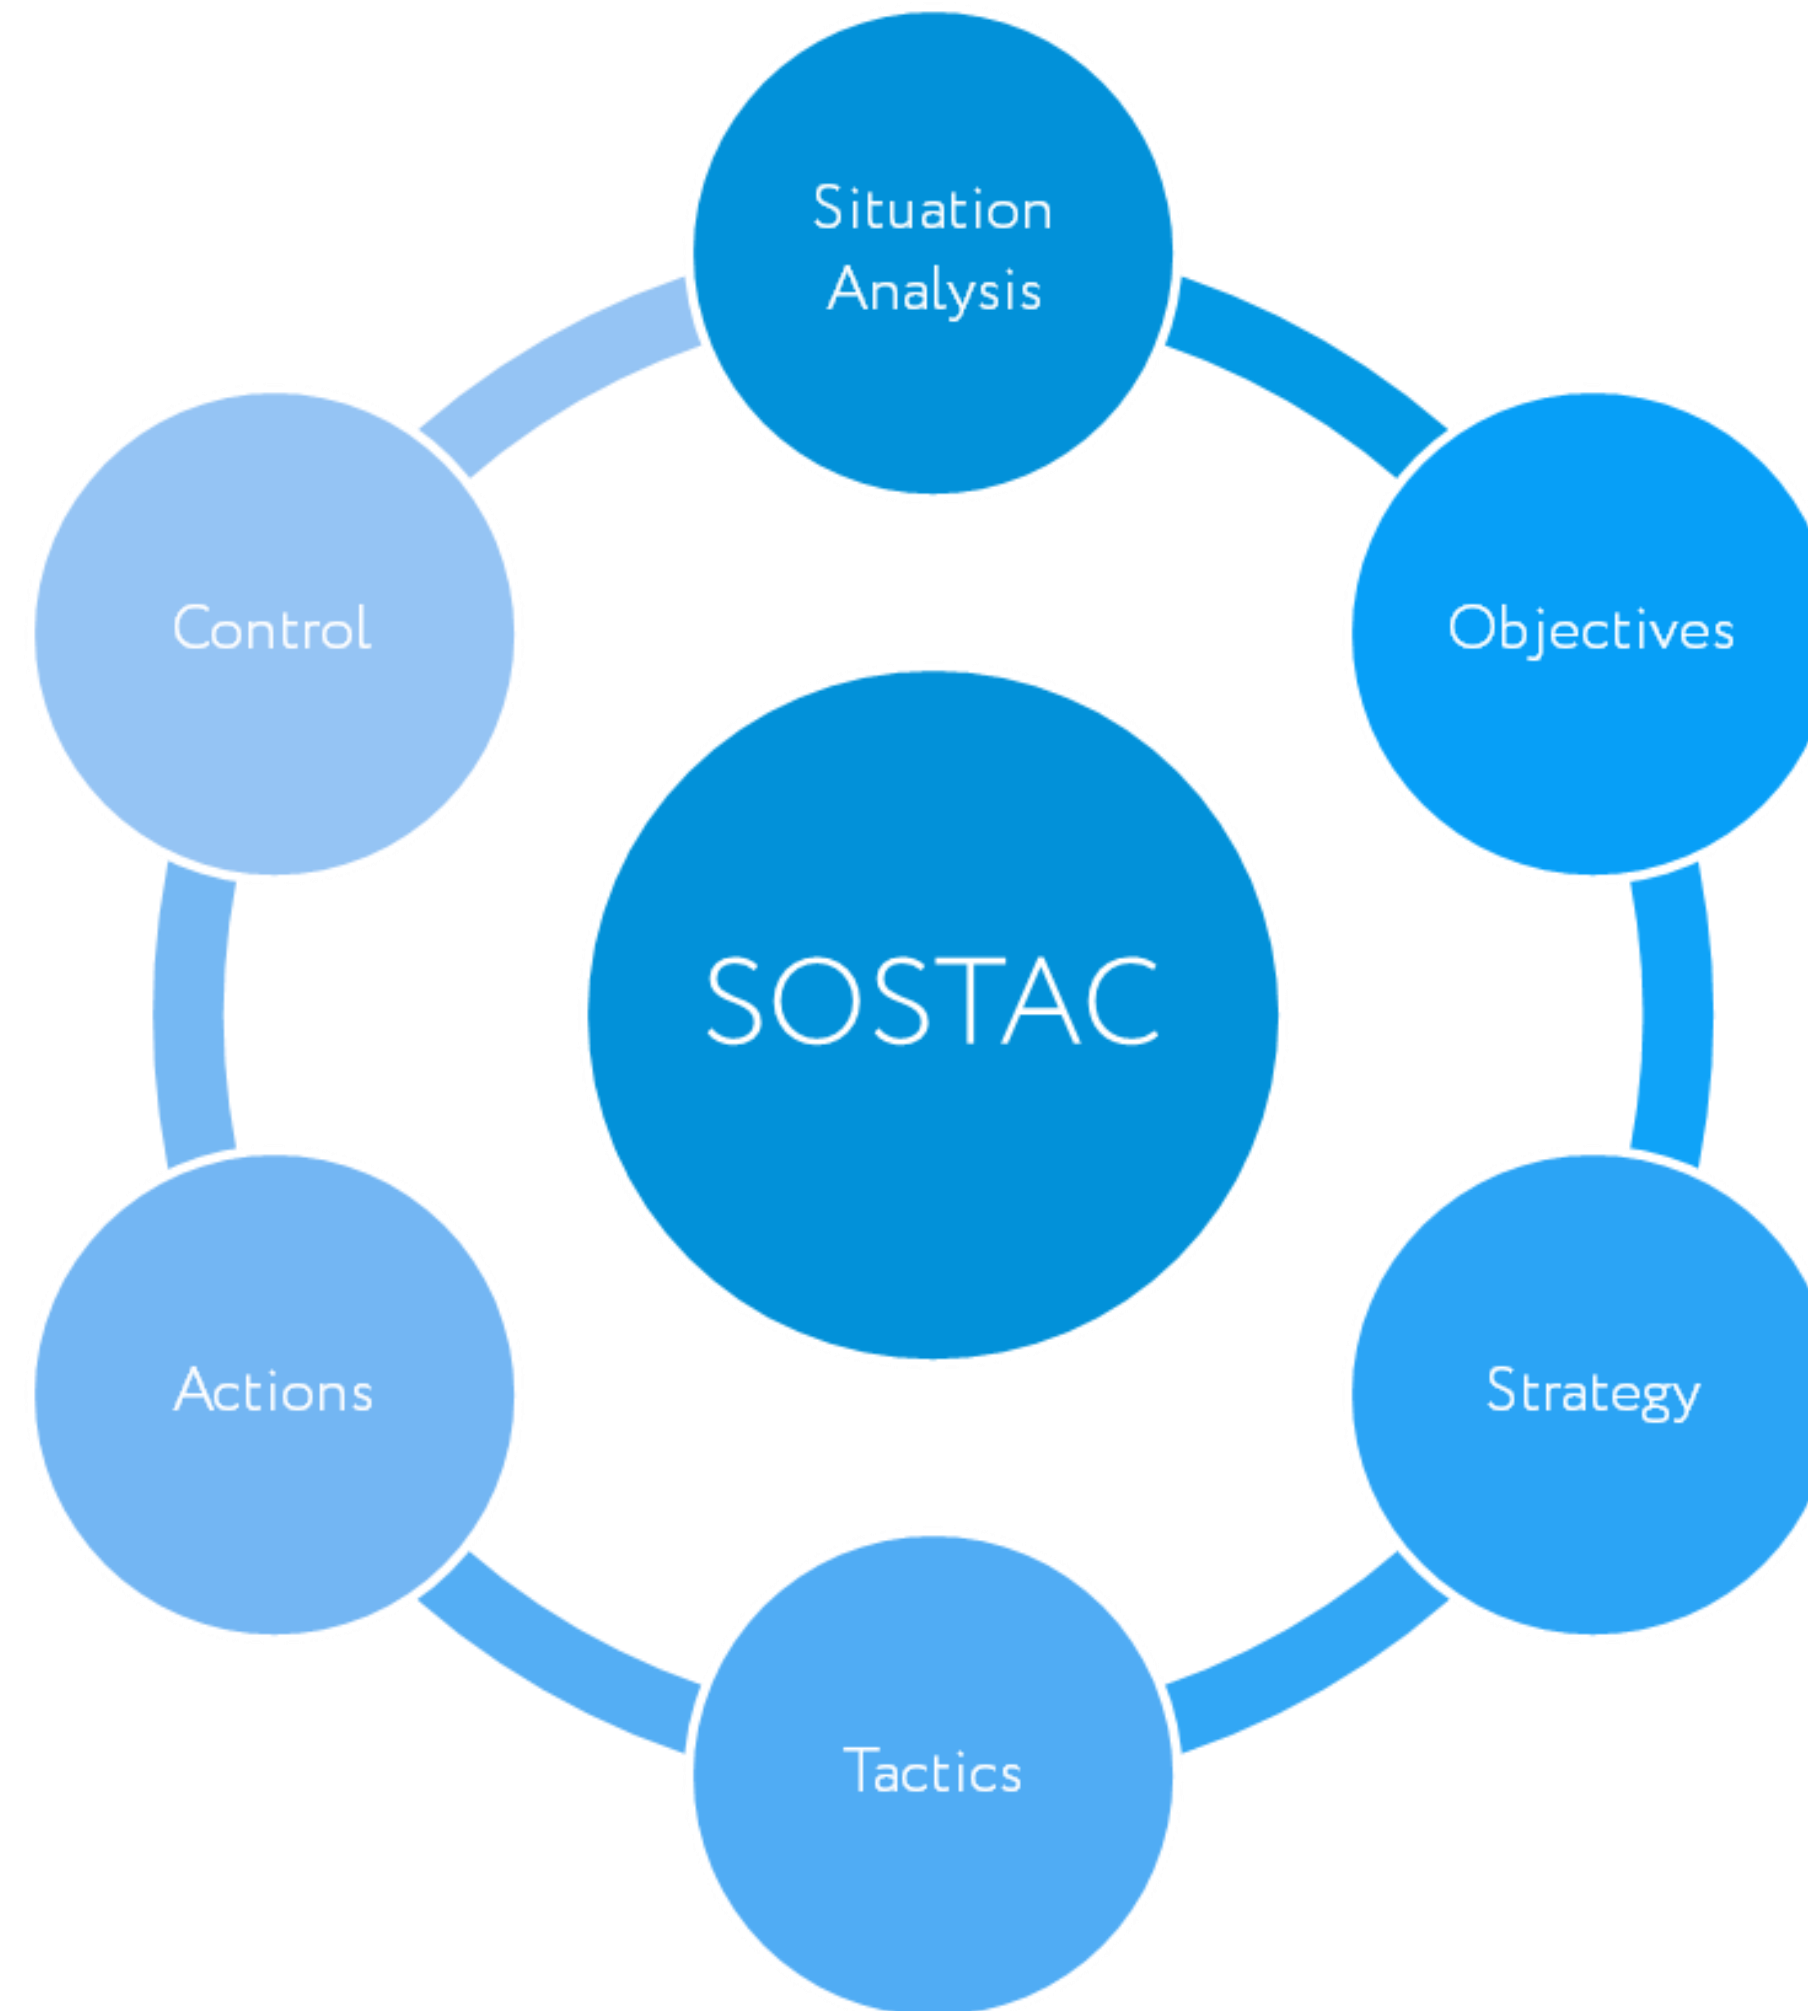 Situation
Analysis
Objectives
Strategy
Tactics
Actions
Control
SOSTAC